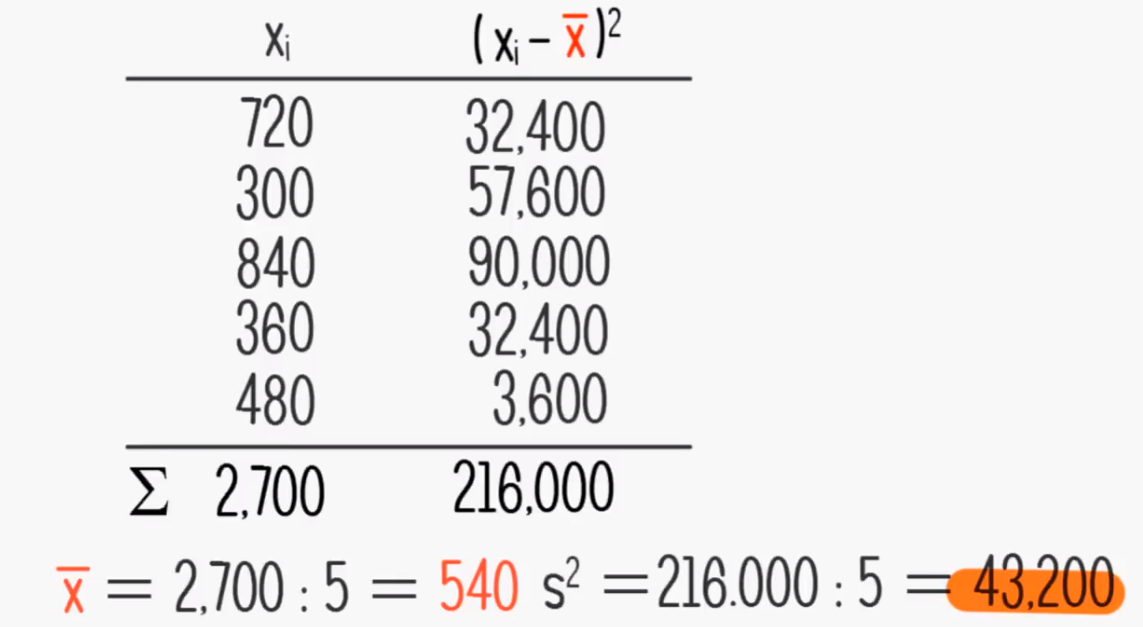 xᵢ (xᵢ – x̅)²
720 32,400
300 57,600
840 90,000
360 32,400
480 3,600
Σ 2,700 216,000
x̅ = 2,700 : 5 = 540 s² = 216.000 : 5 = 43,200